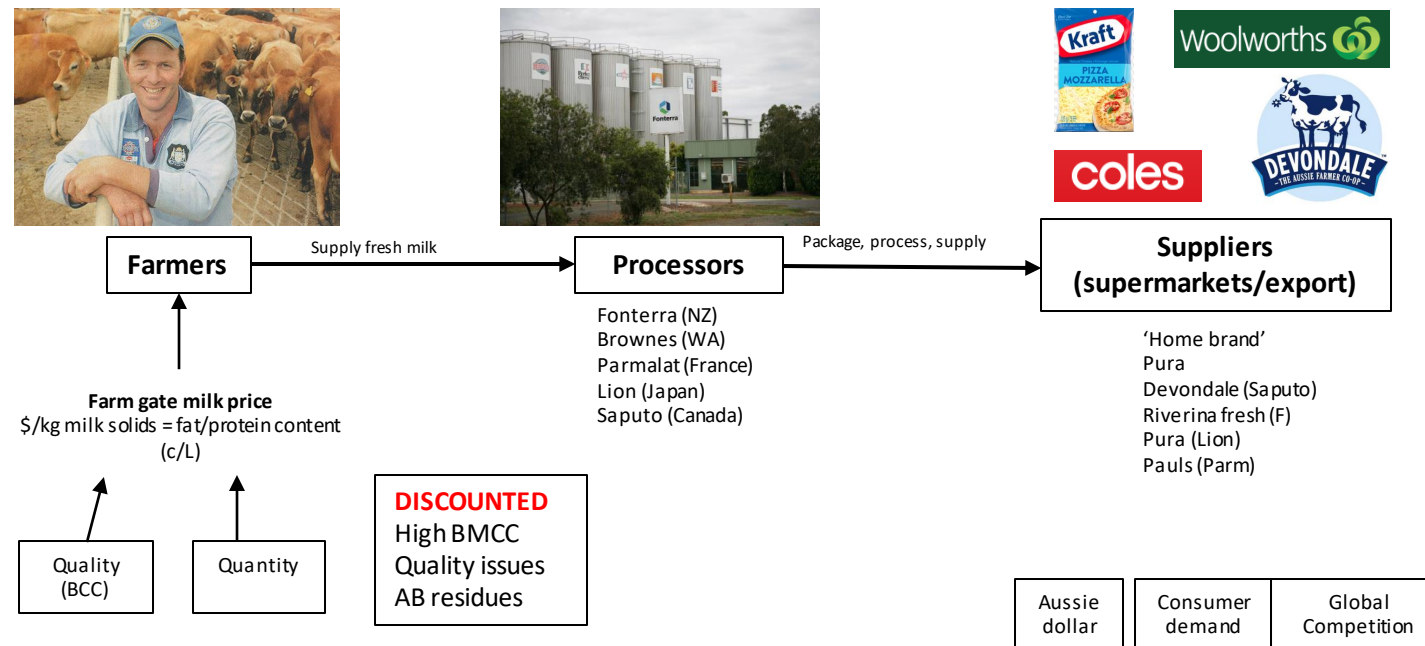 Kraft
PIZZA
MOZZARELLA
Woolworths
DEVONDALE
THE AUSSIE FARMER CO-OP
coles
Fonterra
Farmers
Supply fresh milk
Processors
Package, process, supply
Suppliers
(supermarkets/export)
Fonterra (NZ)
Brownes (WA)
Parmalat (France)
Lion (Japan)
Saputo (Canada)
‘Home brand’
Pura
Devondale (Saputo)
Riverina fresh (F)
Pura (Lion)
Pauls (Parm)
Farm gate milk price
$/kg milk solids = fat/protein content
(c/L)
Quality
(BCC)
Quantity
DISCOUNTED
High BMCC
Quality issues
AB residues
Aussie
dollar
Consumer
demand
Global
Competition